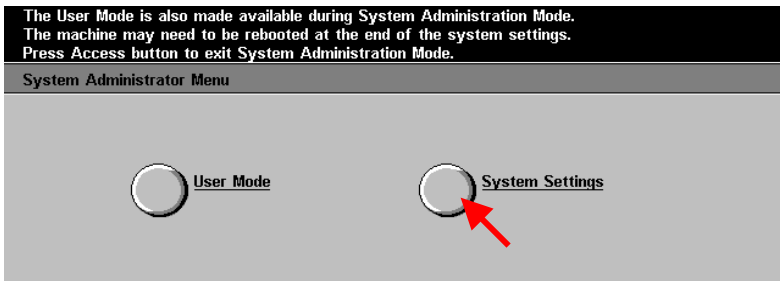 The User Mode is also made available during System Administration Mode.
The machine may need to be rebooted at the end of the system settings.
Press Access button to exit System Administration Mode.
System Administrator Menu
User Mode
System Settings